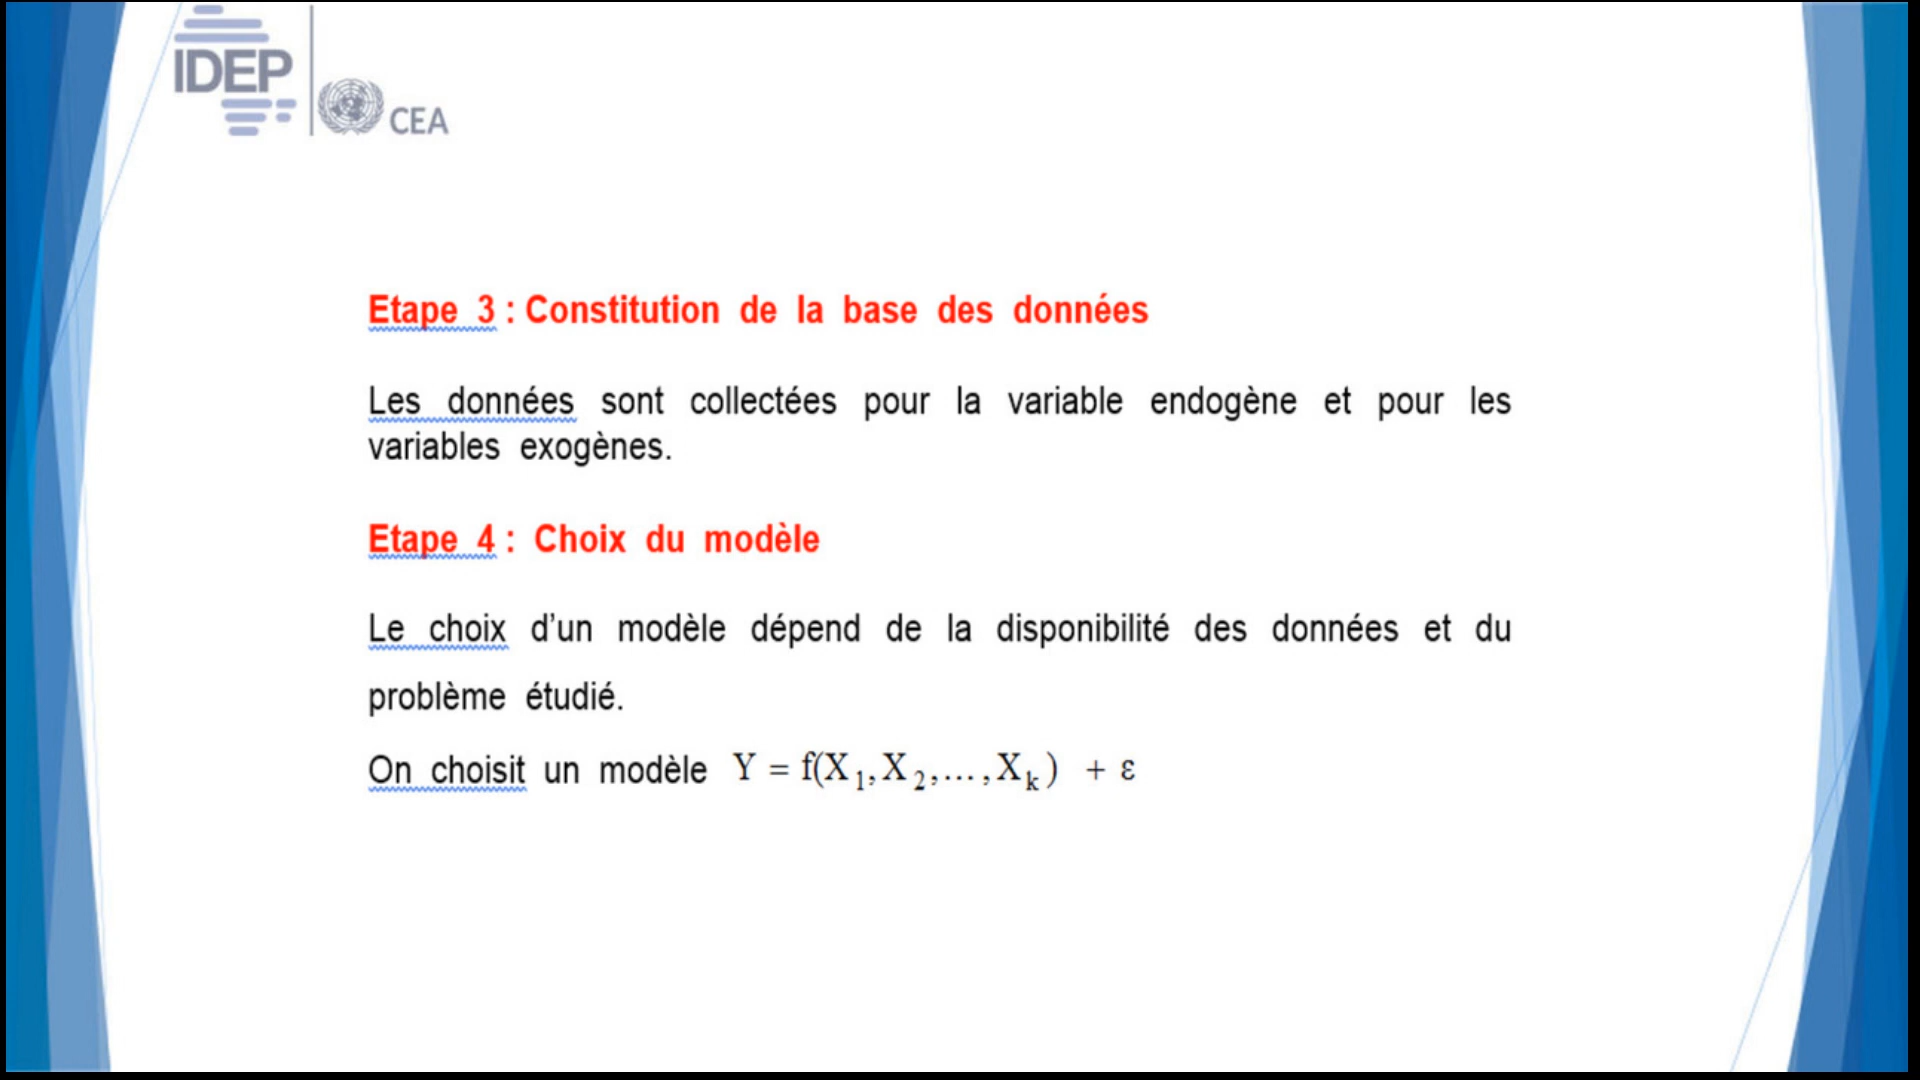 IDEP
CEA
Etape 3 : Constitution de la base des données
Les données sont collectées pour la variable endogène et pour les
variables exogènes.
Etape 4 : Choix du modèle
Le choix d’un modèle dépend de la disponibilité des données et du
problème étudié.
On choisit un modèle Y = f(X₁, X₂,...,Xₖ) + ε